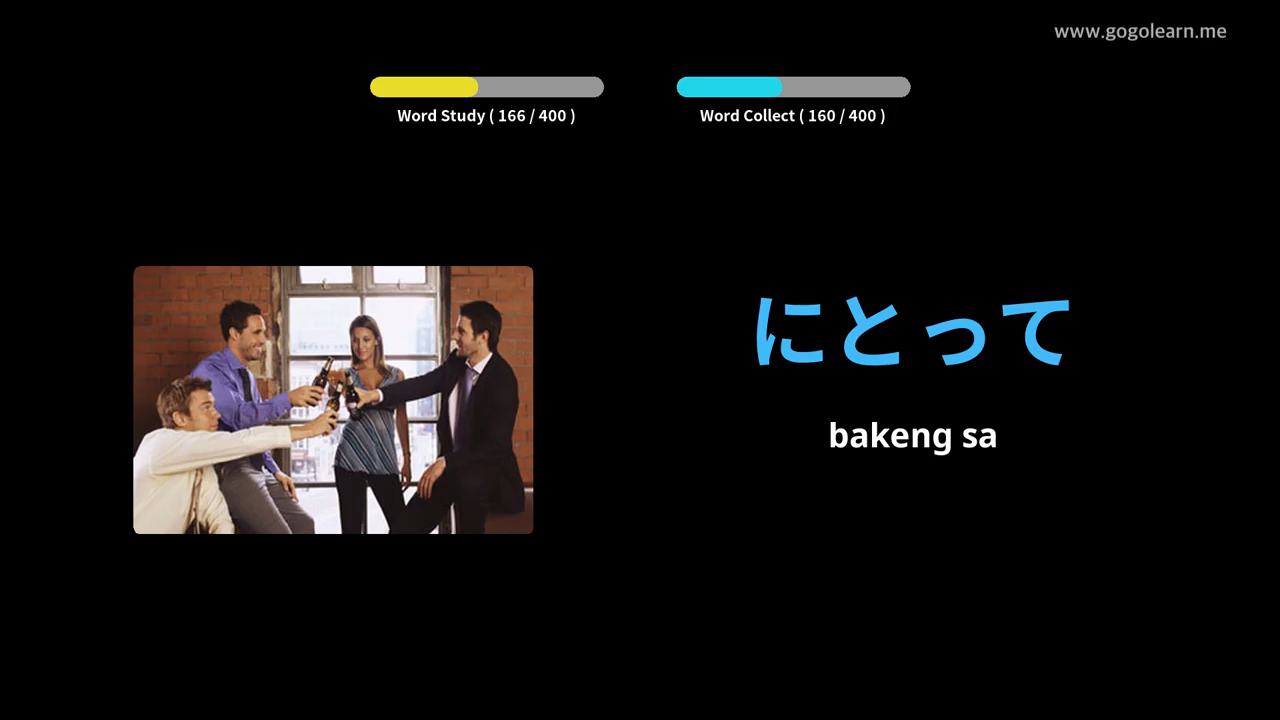 www.gogolearn.me
Word Study ( 166 / 400 )
Word Collect ( 160 / 400 )
にとって
bakeng sa